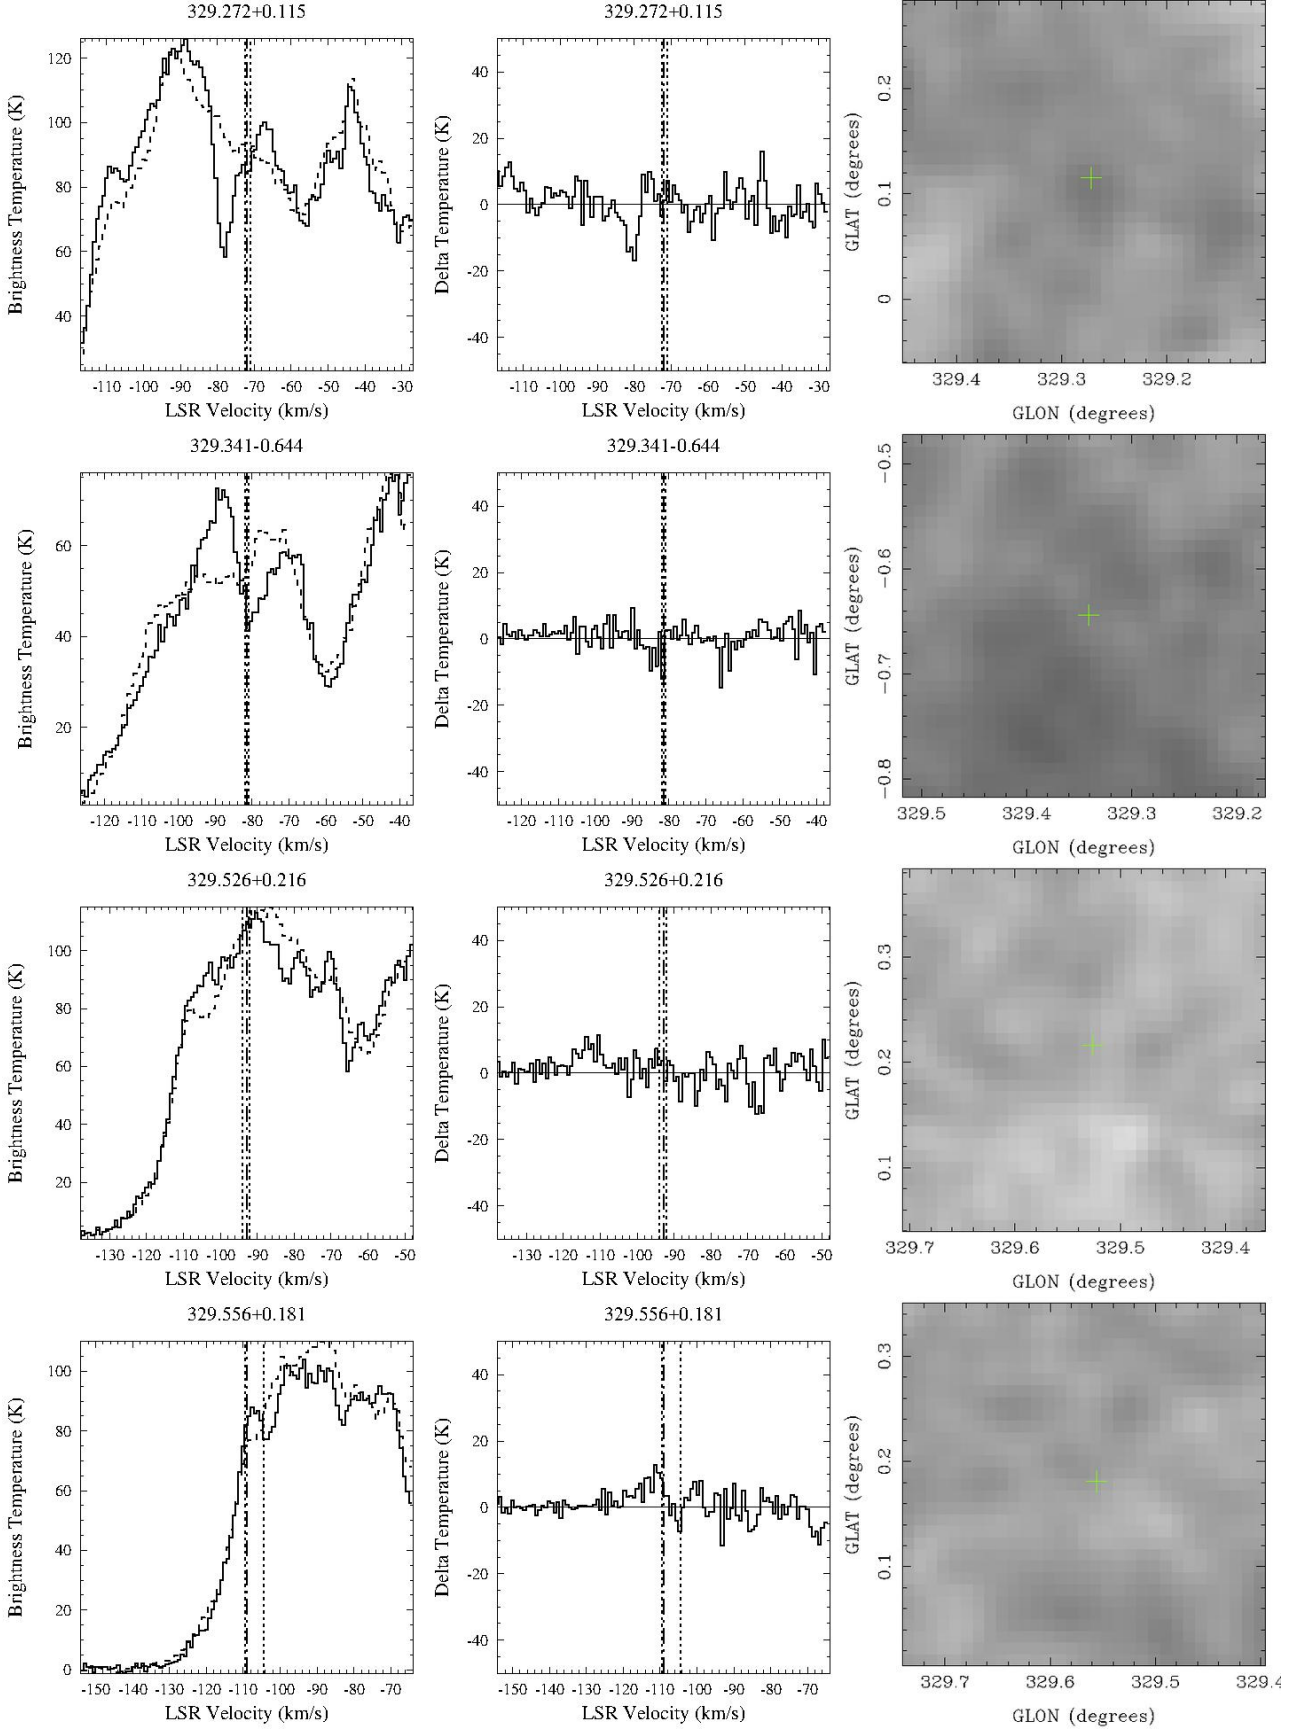 329.272+0.115
329.272+0.115
Brightness Temperature (K)
120
100
80
60
40
-110 -100 -90 -80 -70 -60 -50 -40 -30
LSR Velocity (km/s)
Delta Temperature (K)
40
20
0
-20
-40
-110 -100 -90 -80 -70 -60 -50 -40 -30
LSR Velocity (km/s)
GLAT (degrees)
0.2
0.1
0
329.4 329.3 329.2
GLON (degrees)
329.341-0.644
329.341-0.644
Brightness Temperature (K)
60
40
20
-120 -110 -100 -90 -80 -70 -60 -50 -40
LSR Velocity (km/s)
Delta Temperature (K)
40
20
0
-20
-40
-120 -110 -100 -90 -80 -70 -60 -50 -40
LSR Velocity (km/s)
GLAT (degrees)
-0.5
-0.6
-0.7
-0.8
329.5 329.4 329.3 329.2
GLON (degrees)
329.526+0.216
329.526+0.216
Brightness Temperature (K)
100
80
60
40
20
-130 -120 -110 -100 -90 -80 -70 -60 -50
LSR Velocity (km/s)
Delta Temperature (K)
40
20
0
-20
-40
-130 -120 -110 -100 -90 -80 -70 -60 -50
LSR Velocity (km/s)
GLAT (degrees)
0.3
0.2
0.1
329.7 329.6 329.5 329.4
GLON (degrees)
329.556+0.181
329.556+0.181
Brightness Temperature (K)
100
80
60
40
20
0
-150 -140 -130 -120 -110 -100 -90 -80 -70
LSR Velocity (km/s)
Delta Temperature (K)
40
20
0
-20
-40
-150 -140 -130 -120 -110 -100 -90 -80 -70
LSR Velocity (km/s)
GLAT (degrees)
0.3
0.2
0.1
329.7 329.6 329.5 329.4
GLON (degrees)